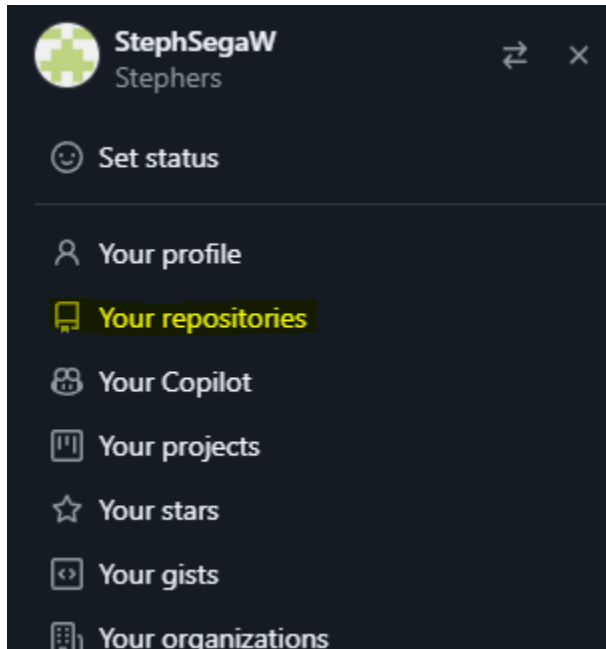 StephSegaW
Stephers
Set status
Your profile
Your repositories
Your Copilot
Your projects
Your stars
Your gists
Your organizations